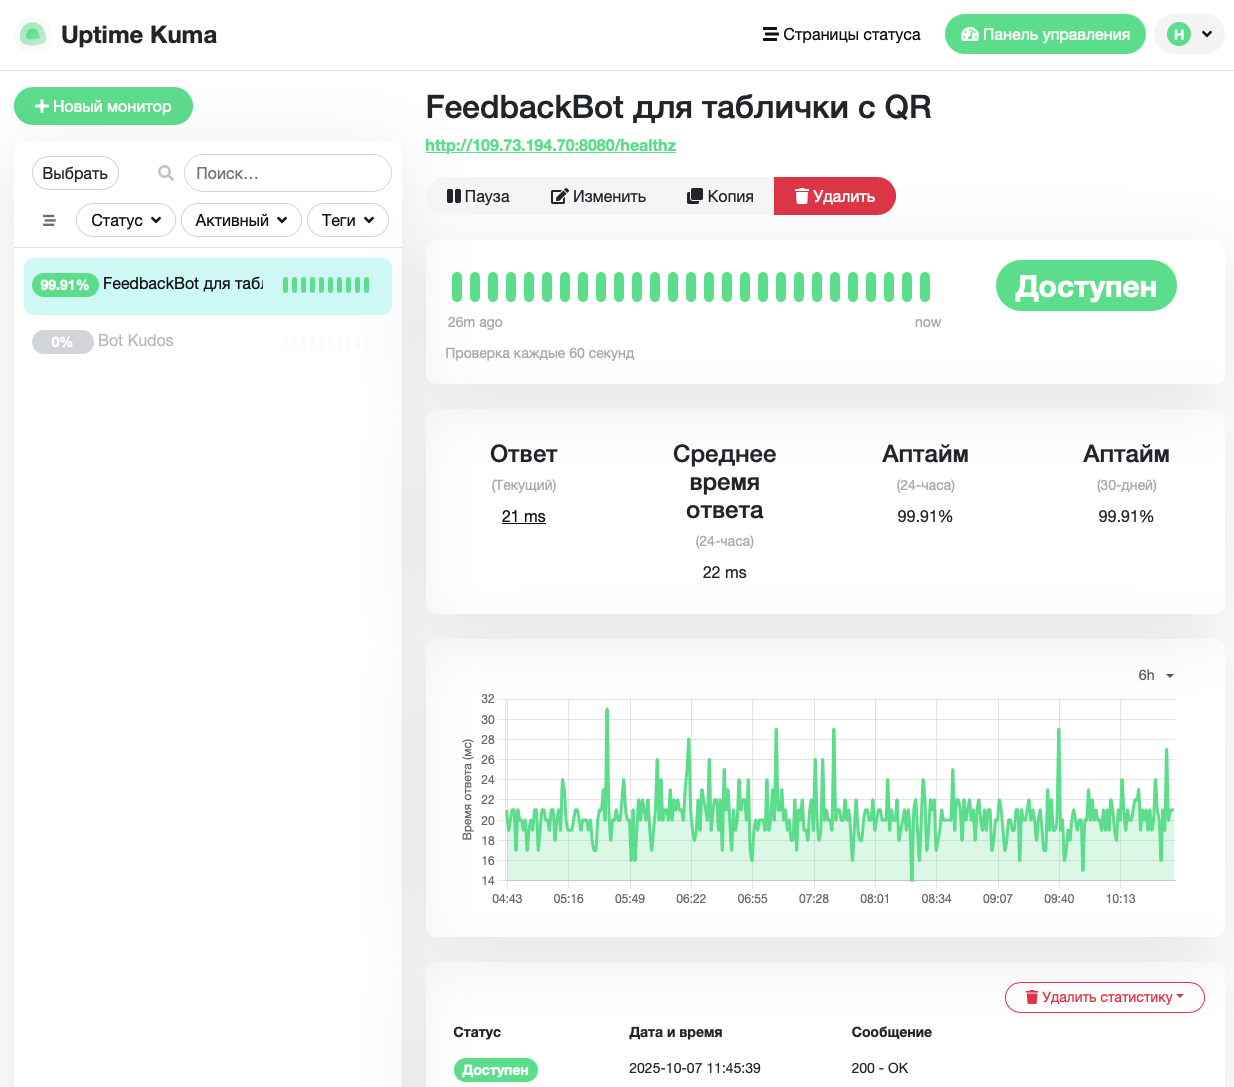 Uptime Kuma
Страницы статуса
Панель управления
H
Новый монитор
Выбрать
Поиск...
Статус
Активный
Теги
99.91%
FeedbackBot для табл
0%
Bot Kudos
FeedbackBot для таблички с QR
http://109.73.194.70:8080/healthz
Пауза
Изменить
Копия
Удалить
Доступен
26m ago
now
Проверка каждые 60 секунд
Ответ
(Текущий)
21 ms
Среднее
время
ответа
(24-часа)
22 ms
Аптайм
(24-часа)
99.91%
Аптайм
(30-дней)
99.91%
6h
Время ответа (мс)
32
30
28
26
24
22
20
18
16
14
04:43 05:16 05:49 06:22 06:55 07:28 08:01 08:34 09:07 09:40 10:13
Удалить статистику
Статус Дата и время Сообщение
Доступен 2025-10-07 11:45:39 200 - OK